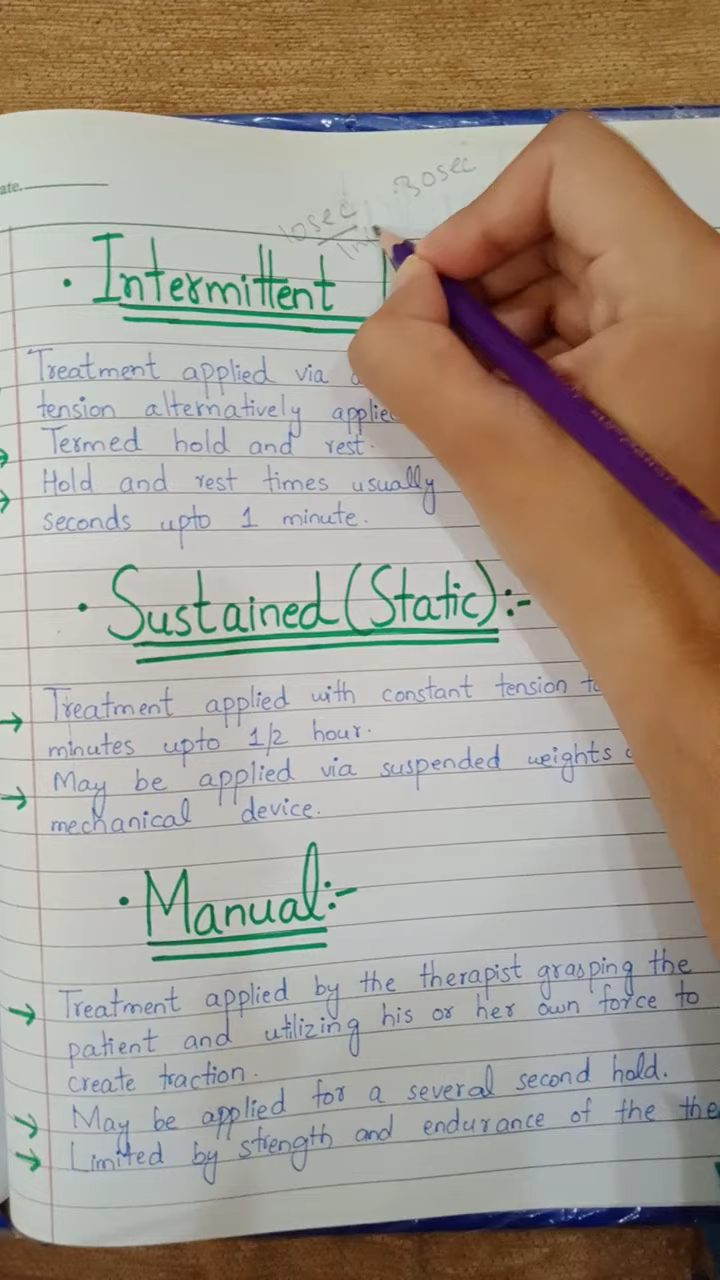 ate.
30sec
10sec
• Intermittent
Treatment applied via
tension alternatively applie
→ Termed hold and rest.
→ Hold and rest times usually
seconds upto 1 minute.
• Sustained (Static):-
→ Treatment applied with constant tension
minutes upto 1/2 hour.
→ May be applied via suspended weights
mechanical device.
• Manual:-
→ Treatment applied by the therapist grasping the
patient and utilizing his or her own force to
create traction.
→ May be applied for a several second hold.
→ Limited by strength and endurance of the the